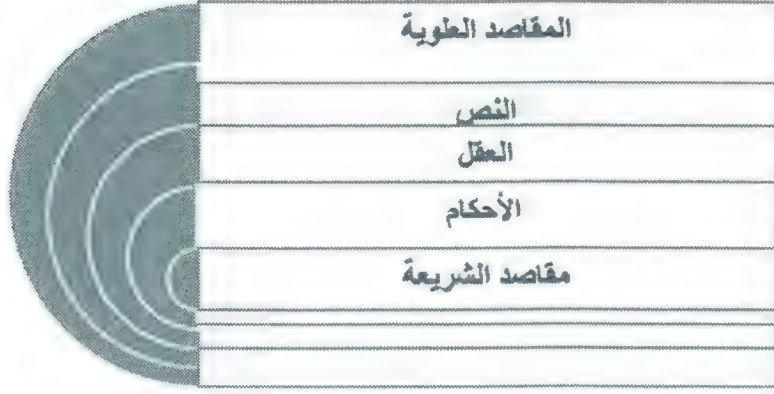 المقاصد العلوية
النص
العقل
الأحكام
مقاصد الشريعة